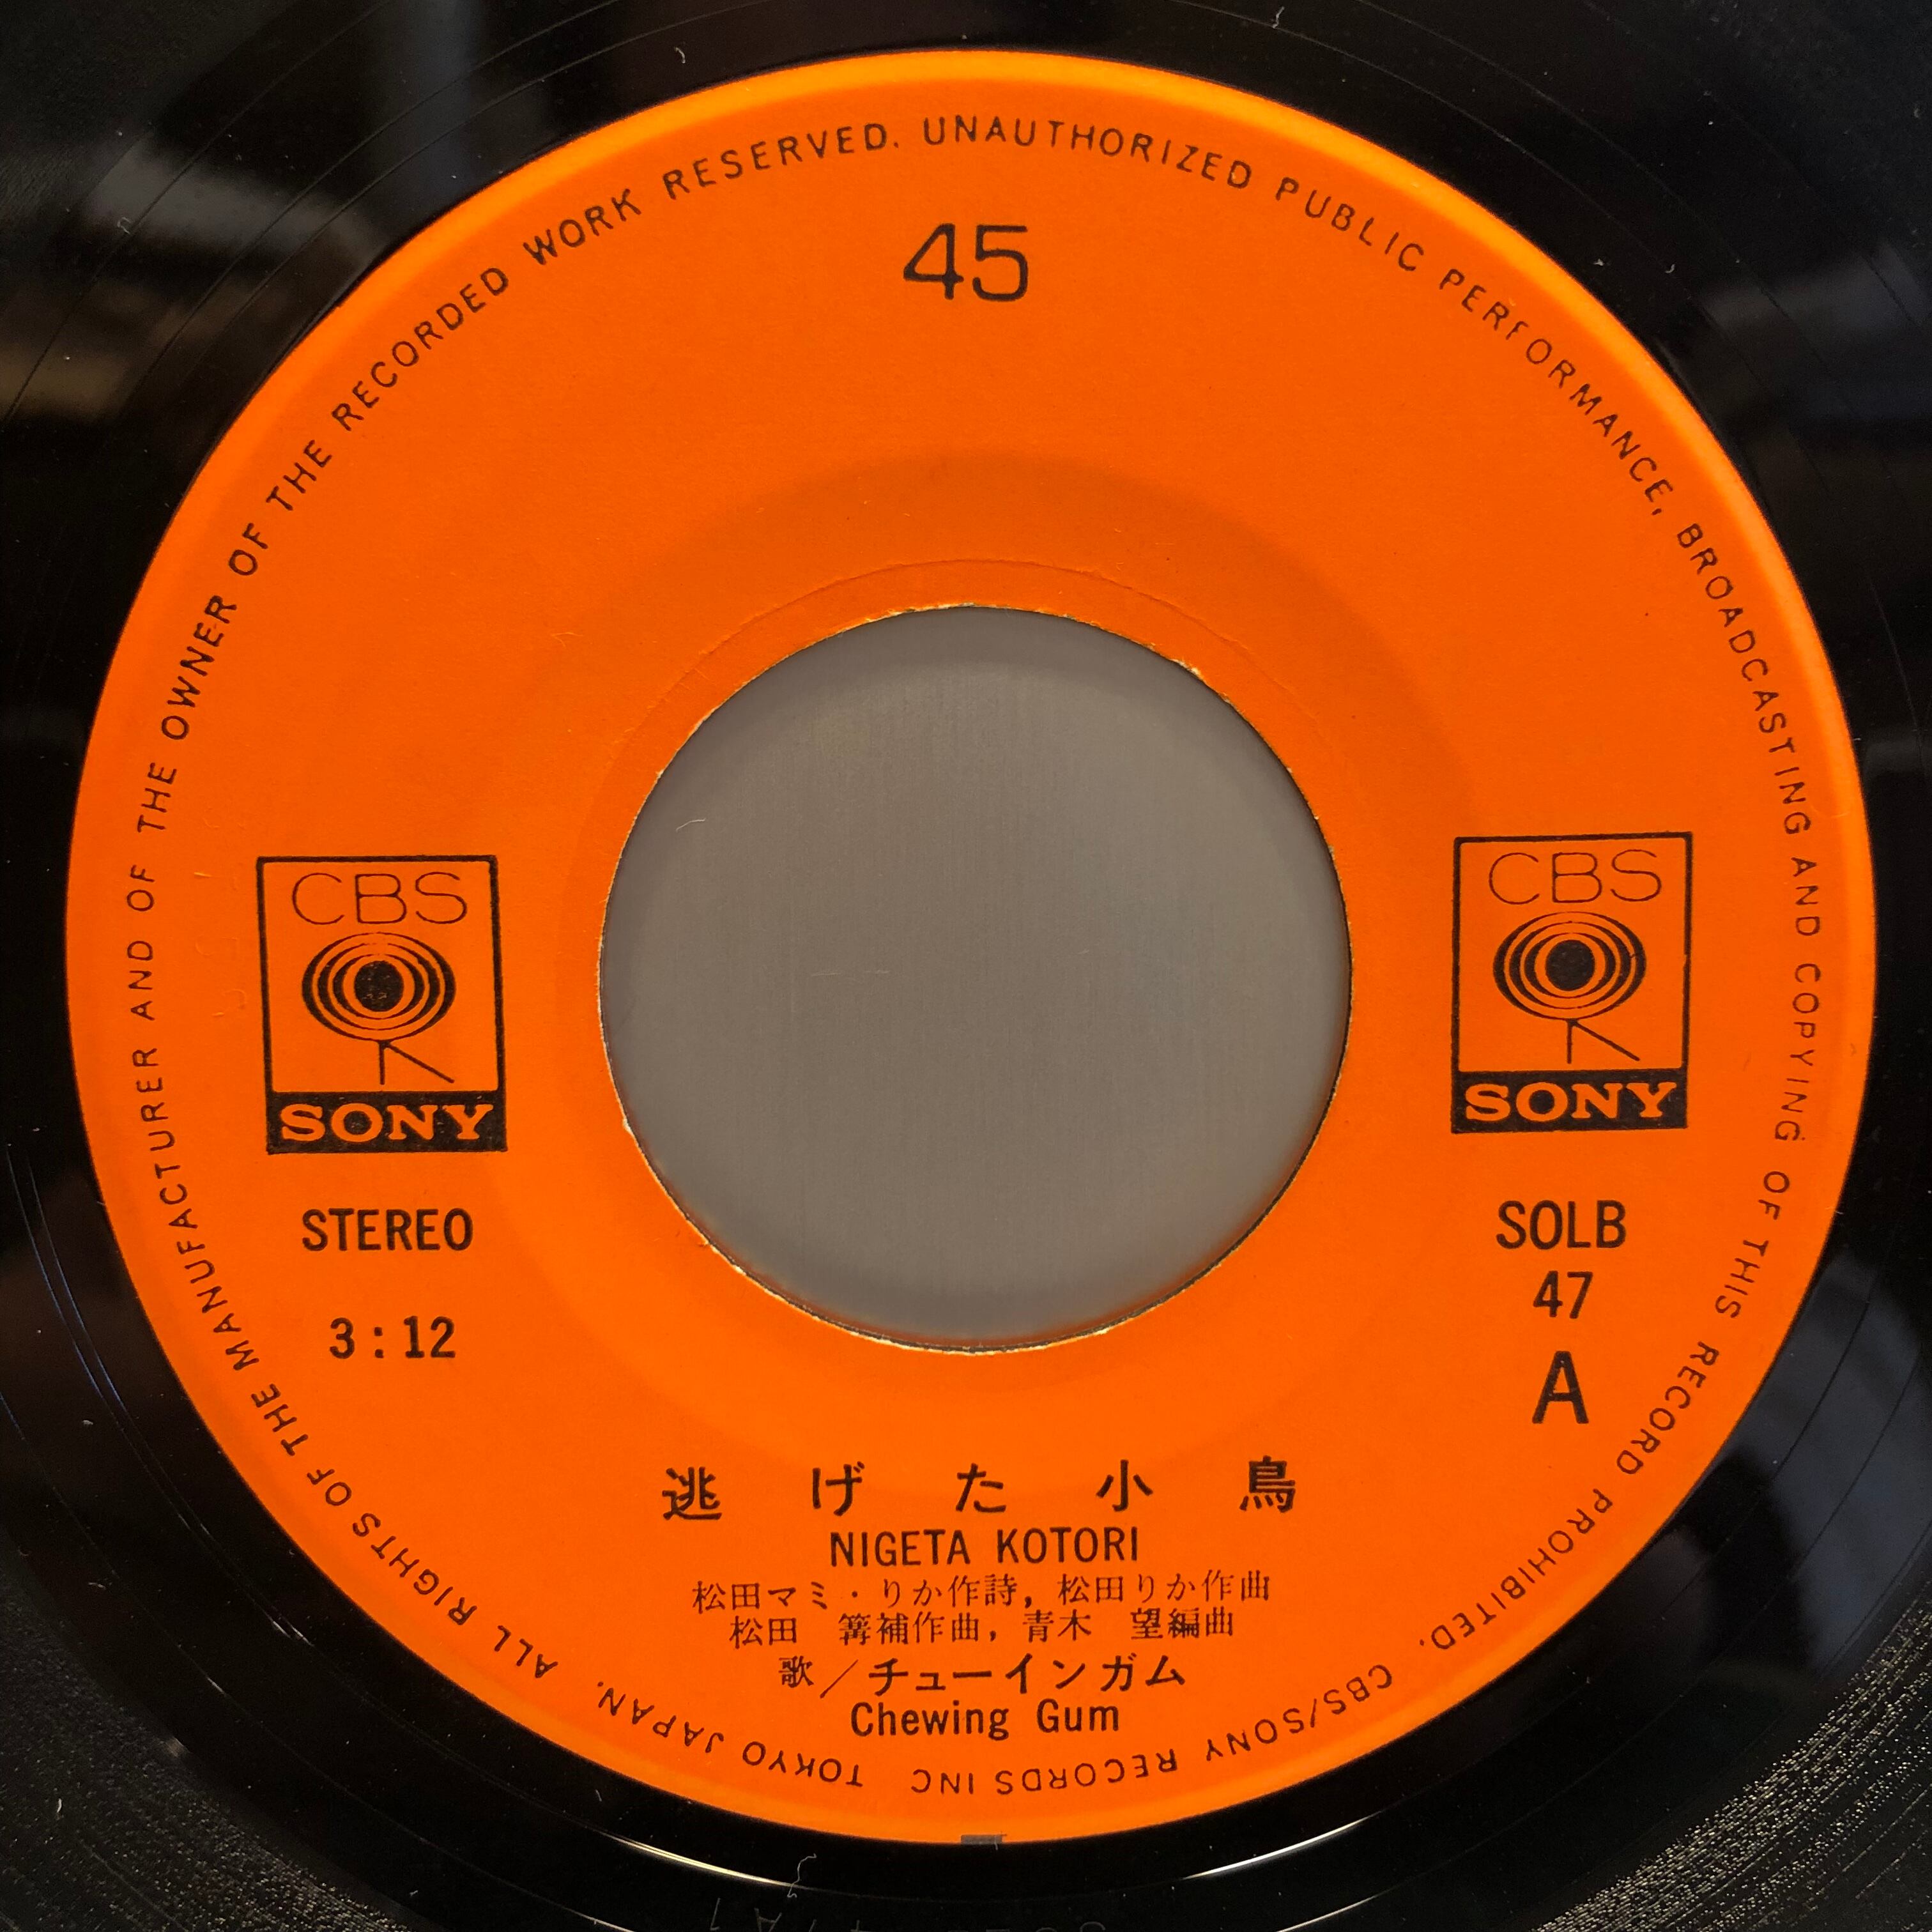 ALL RIGHTS OF THE MANUFACTURER AND OF THE OWNER OF THE RECORDED WORK RESERVED. UNAUTHORIZED PUBLIC PERFORMANCE, BROADCASTING AND COPYING OF THIS RECORD PROHIBITED. CBS/SONY RECORDS INC TOKYO JAPAN.
45
CBS
SONY
CBS
SONY
STEREO
3:12
SOLB
47
A
逃げた小鳥
NIGETA KOTORI
松田マミ・りか作詩, 松田りか作曲
松田 篝補作曲, 青木 望編曲
歌/チューインガム
Chewing Gum